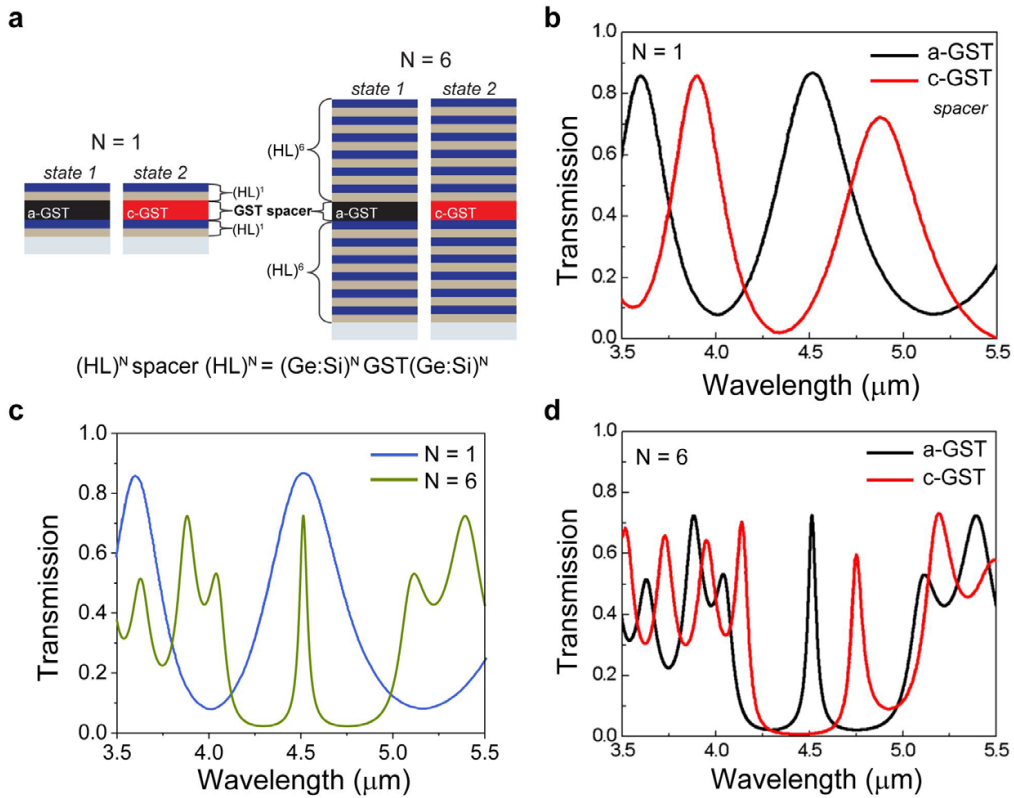 a
N = 6
state 1 state 2
N = 1
state 1 state 2
(HL)⁶
(HL)¹
a-GST c-GST GST spacer a-GST c-GST
(HL)¹
(HL)⁶
(HL)ᴺ spacer (HL)ᴺ = (Ge:Si)ᴺ GST(Ge:Si)ᴺ
b
N = 1
a-GST
c-GST
spacer
Transmission
1.0
0.8
0.6
0.4
0.2
0.0
3.5 4.0 4.5 5.0 5.5
Wavelength (μm)
c
N = 1
N = 6
Transmission
1.0
0.8
0.6
0.4
0.2
0.0
3.5 4.0 4.5 5.0 5.5
Wavelength (μm)
d
N = 6
a-GST
c-GST
Transmission
1.0
0.8
0.6
0.4
0.2
0.0
3.5 4.0 4.5 5.0 5.5
Wavelength (μm)